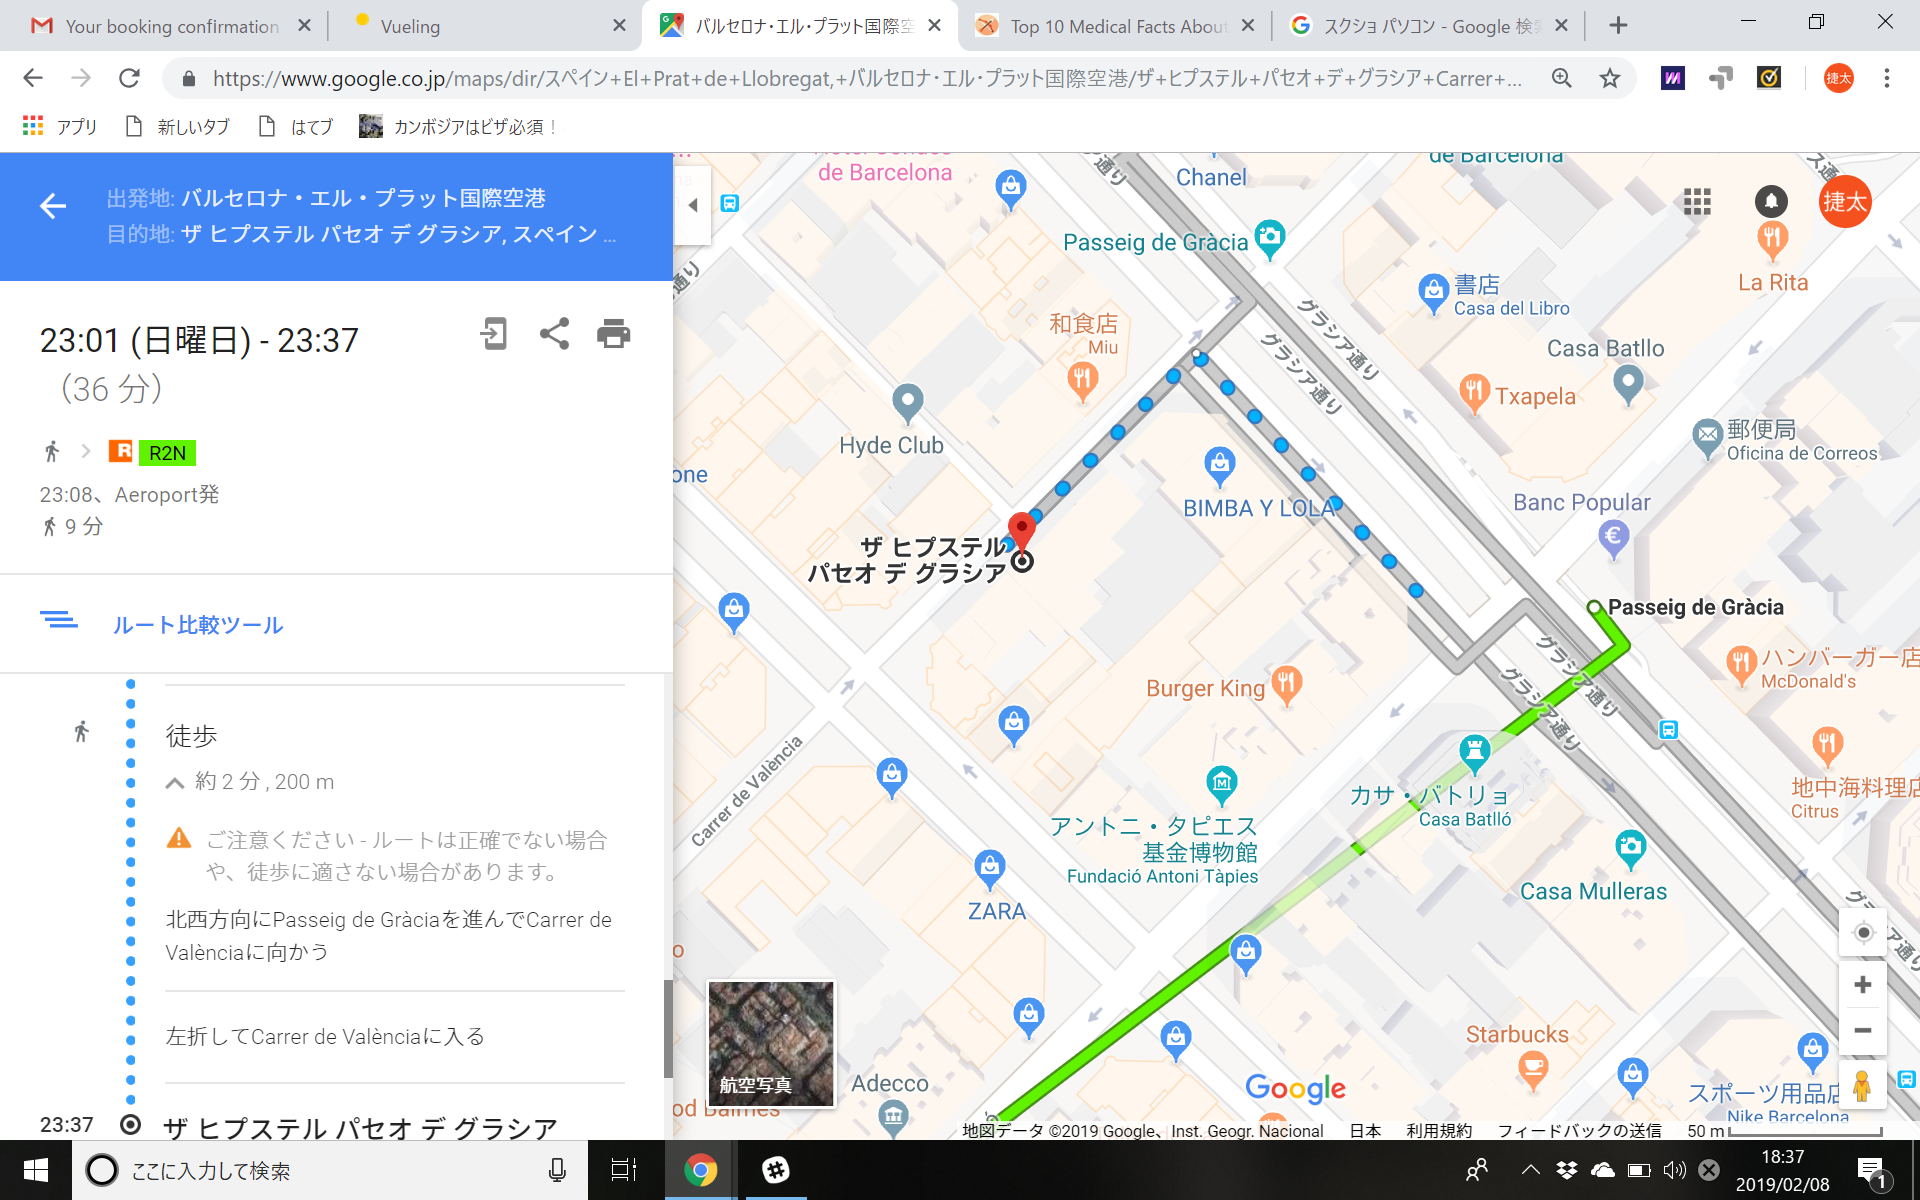 Your booking confirmation
Vueling
バルセロナ・エル・プラット国際空
Top 10 Medical Facts About
スクショ パソコン - Google 検索
https://www.google.co.jp/maps/dir/スペイン+El+Prat+de+Llobregat,+バルセロナ・エル・プラット国際空港/ザ+ヒプステル+パセオ+デ+グラシア+Carrer+...
捷太
アプリ
新しいタブ
はてブ
カンボジアはビザ必須！
出発地: バルセロナ・エル・プラット国際空港
目的地: ザ ヒプステル パセオ デ グラシア, スペイン ...
23:01 (日曜日) - 23:37
（36 分）
R R2N
23:08、Aeroport発
9 分
ルート比較ツール
徒歩
約 2 分 , 200 m
ご注意ください - ルートは正確でない場合
や、徒歩に適さない場合があります。
北西方向にPasseig de Gràciaを進んでCarrer de
Valènciaに向かう
左折してCarrer de Valènciaに入る
23:37
ザ ヒプステル パセオ デ グラシア
de Barcelona
Chanel
de Barcelona
捷太
Passeig de Gràcia
La Rita
書店
Casa del Libro
和食店
Miu
グラシア通り
グラシア通り
Casa Batllo
Txapela
Hyde Club
郵便局
Oficina de Correos
one
BIMBA Y LOLA
Banc Popular
€
ザ ヒプステル
パセオ デ グラシア
Passeig de Gràcia
グラシア通り
グラシア通り
ハンバーガー店
McDonald's
Burger King
Carrer de València
カサ・バトリョ
Casa Batlló
地中海料理店
Citrus
アントニ・タピエス
基金博物館
Fundació Antoni Tàpies
Casa Mulleras
ZARA
グラシア通り
Starbucks
航空写真
Adecco
Google
スポーツ用品店
Nike Barcelona
od Balmes
地図データ ©2019 Google、Inst. Geogr. Nacional
日本
利用規約
フィードバックの送信
50 m
ここに入力して検索
18:37
2019/02/08
1